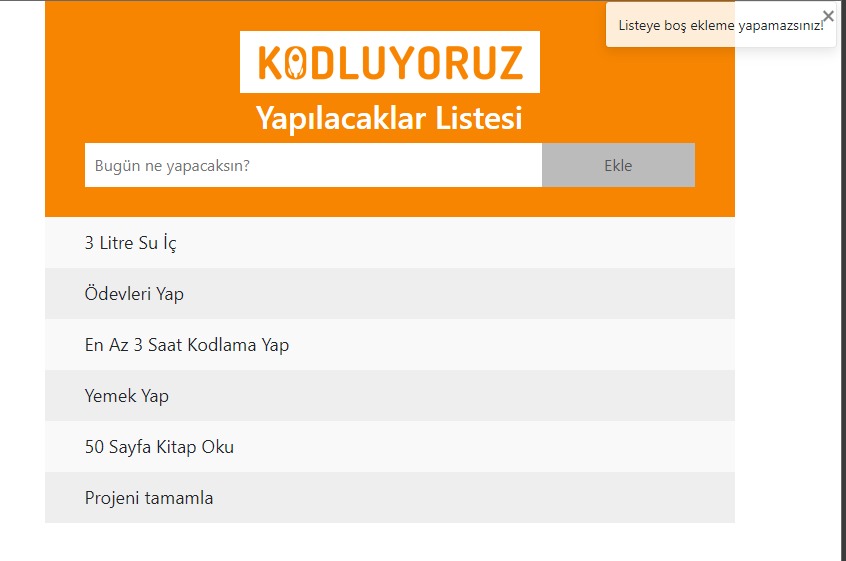 Listeye boş ekleme yapamazsınız!
KODLUYORUZ
Yapılacaklar Listesi
Bugün ne yapacaksın?
Ekle
3 Litre Su İç
Ödevleri Yap
En Az 3 Saat Kodlama Yap
Yemek Yap
50 Sayfa Kitap Oku
Projeni tamamla